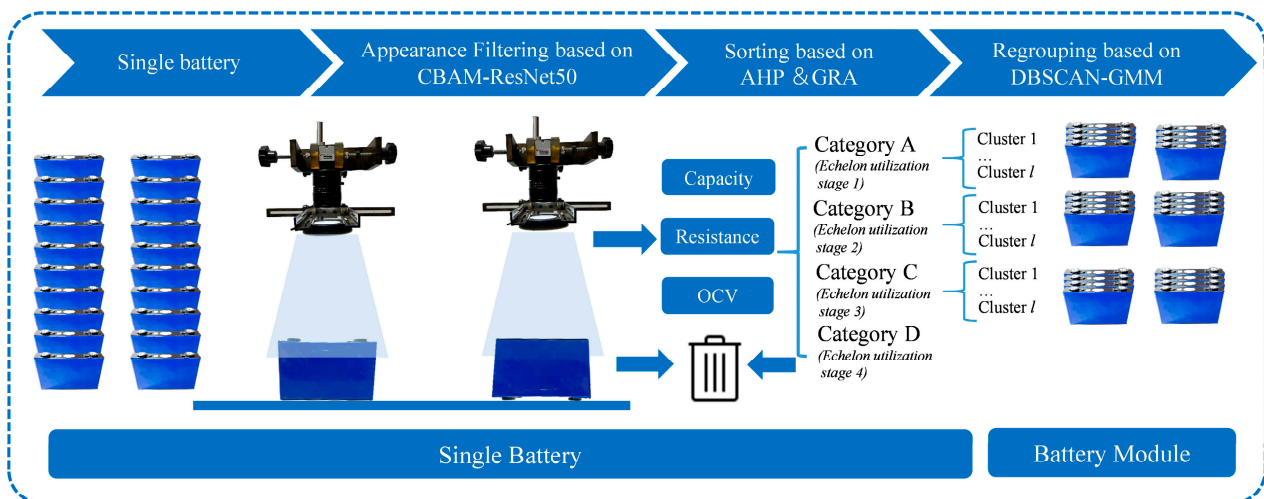 Single battery
Appearance Filtering based on
CBAM-ResNet50
Sorting based on
AHP & GRA
Regrouping based on
DBSCAN-GMM
Capacity
Resistance
OCV
Category A
(Echelon utilization
stage 1)
Category B
(Echelon utilization
stage 2)
Category C
(Echelon utilization
stage 3)
Category D
(Echelon utilization
stage 4)
Cluster 1
...
Cluster l
Cluster 1
...
Cluster l
Cluster 1
...
Cluster l
Single Battery
Battery Module